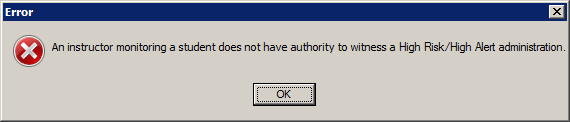 Error
An instructor monitoring a student does not have authority to witness a High Risk/High Alert administration.
OK